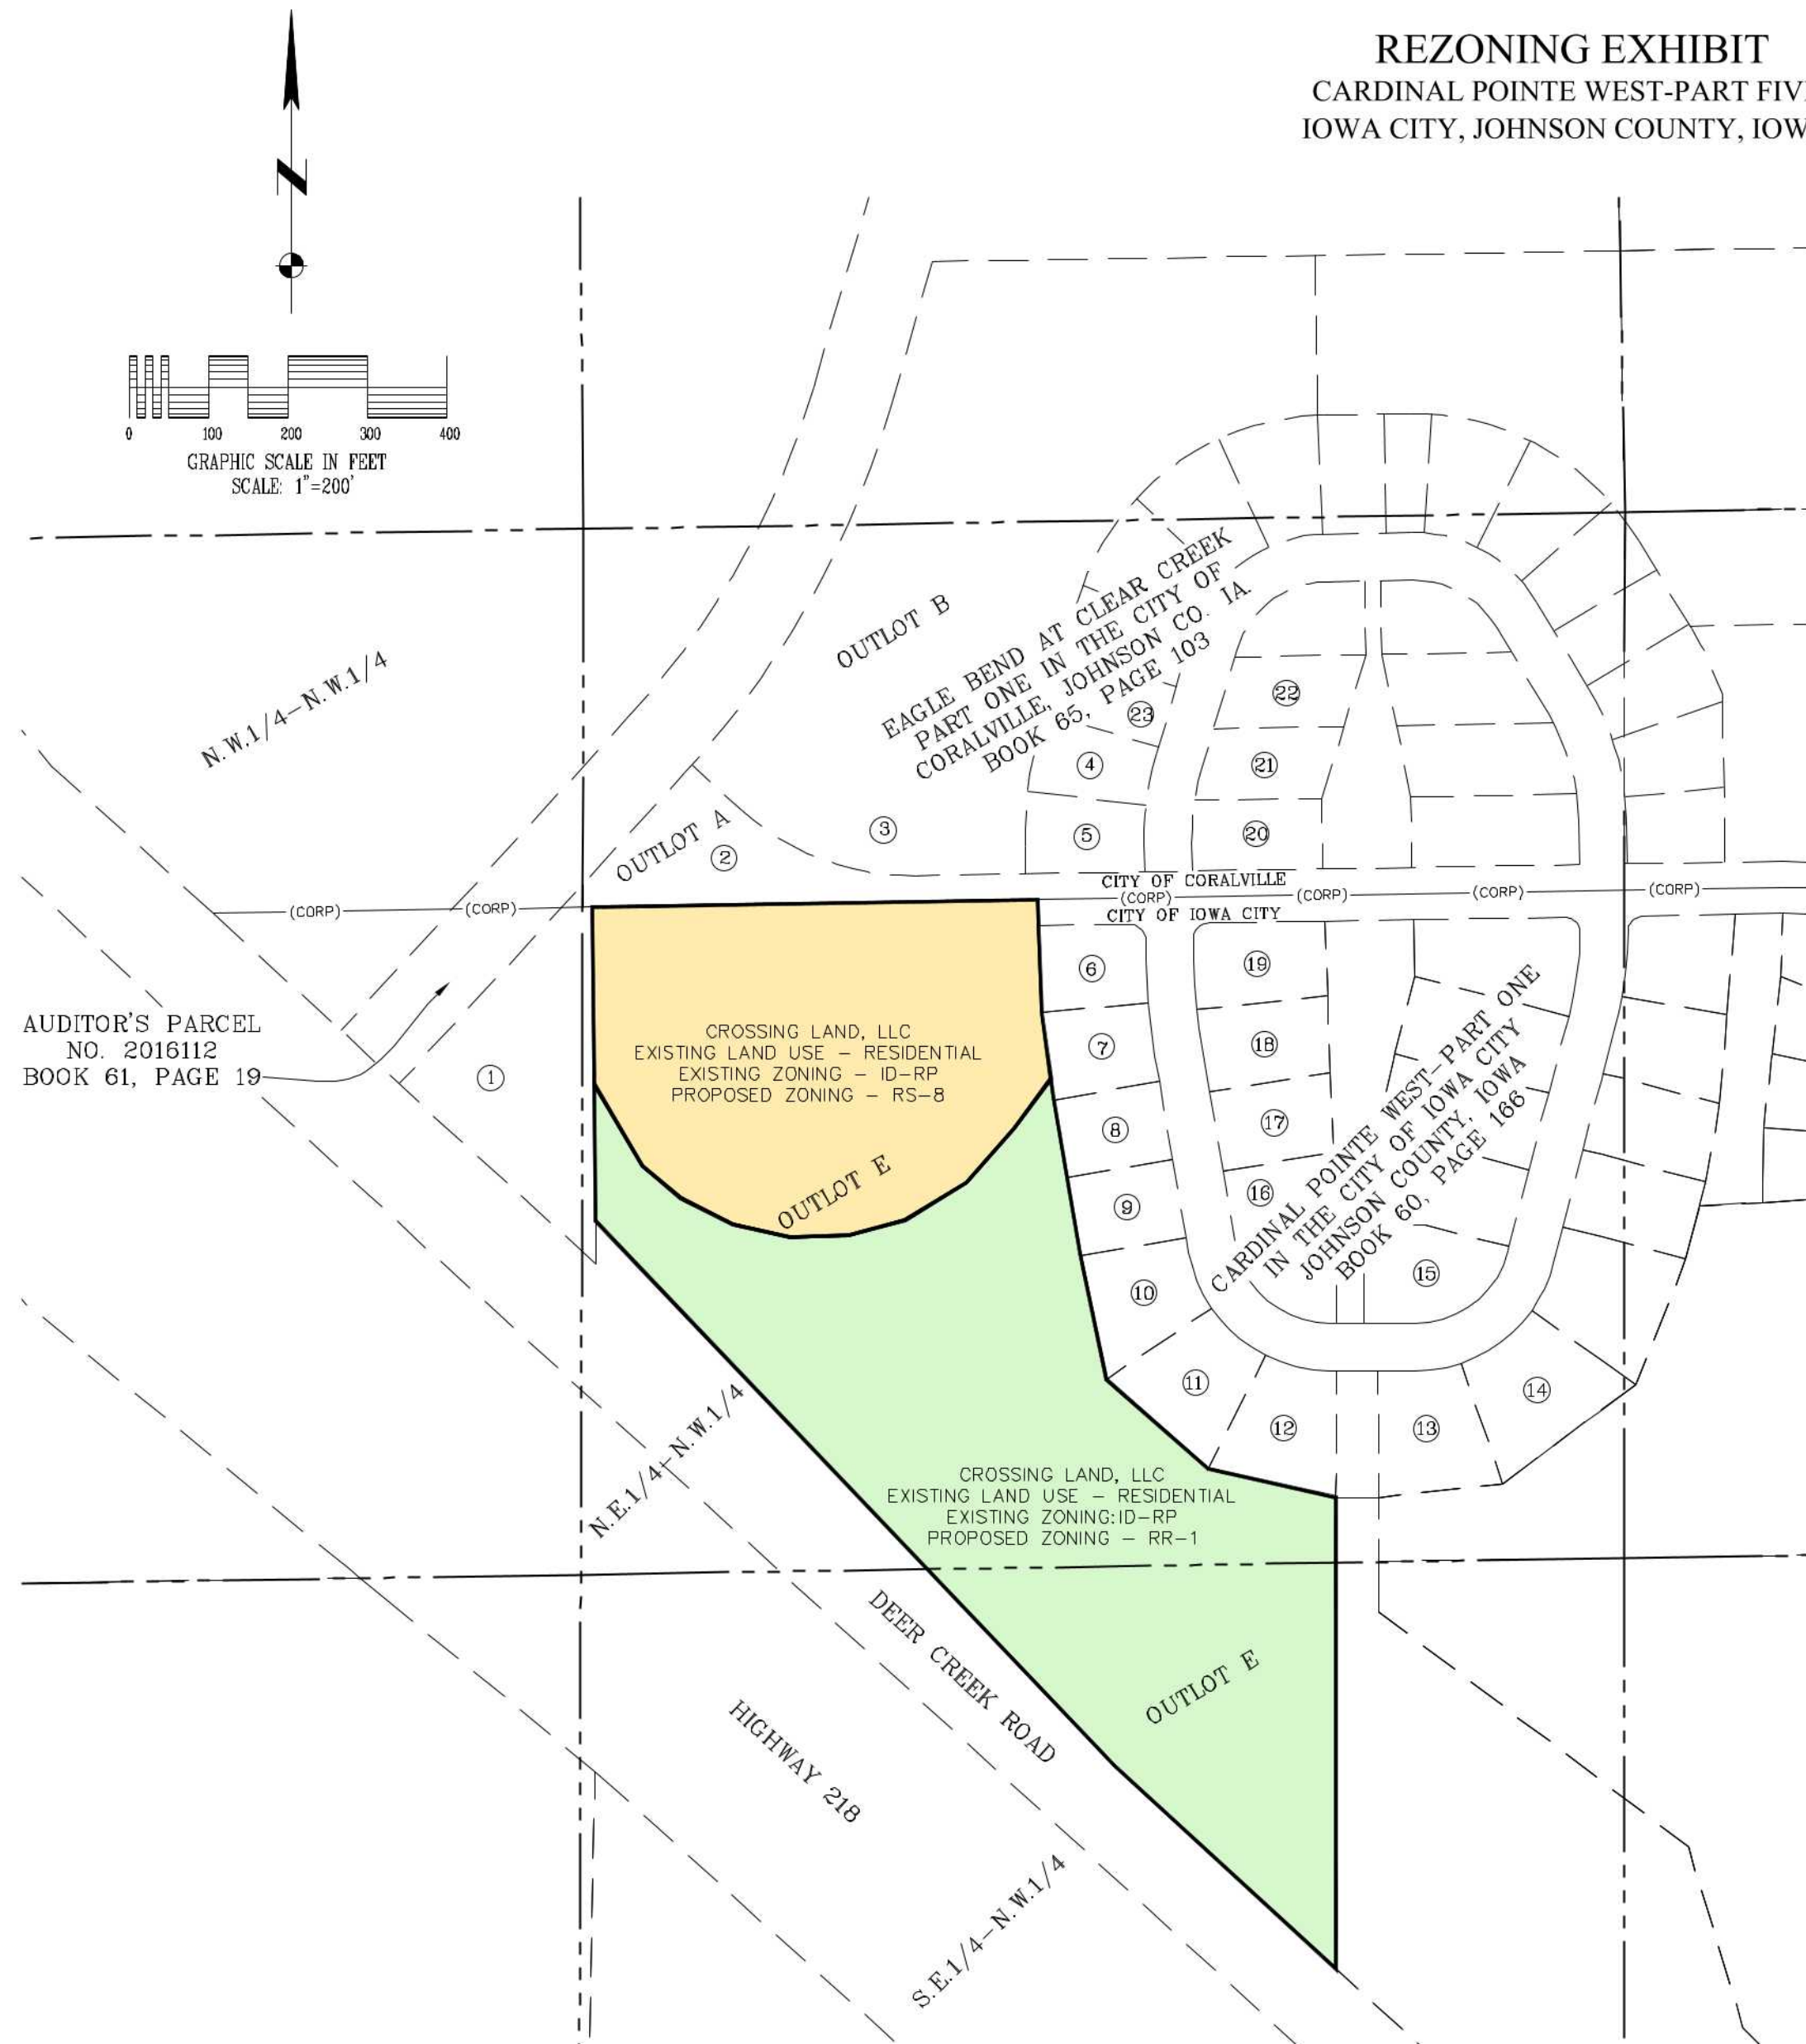 REZONING EXHIBIT
CARDINAL POINTE WEST-PART FIV
IOWA CITY, JOHNSON COUNTY, IOW
N
0 100 200 300 400
GRAPHIC SCALE IN FEET
SCALE: 1"=200'
N.W.1/4-N.W.1/4
OUTLOT B
EAGLE BEND AT CLEAR CREEK
PART ONE IN THE CITY OF
CORALVILLE, JOHNSON CO. IA.
BOOK 65, PAGE 103
22
23
4
21
OUTLOT A
2
3
5
20
CITY OF CORALVILLE
(CORP) (CORP) (CORP) (CORP) (CORP) (CORP)
CITY OF IOWA CITY
6
19
AUDITOR'S PARCEL
NO. 2016112
BOOK 61, PAGE 19
1
CROSSING LAND, LLC
EXISTING LAND USE – RESIDENTIAL
EXISTING ZONING – ID-RP
PROPOSED ZONING – RS-8
OUTLOT E
7
18
8
17
9
16
10
15
CARDINAL POINTE WEST-PART ONE
IN THE CITY OF IOWA CITY
JOHNSON COUNTY, IOWA
BOOK 60, PAGE 166
11
12
13
14
N.E.1/4-N.W.1/4
CROSSING LAND, LLC
EXISTING LAND USE – RESIDENTIAL
EXISTING ZONING:ID-RP
PROPOSED ZONING – RR-1
DEER CREEK ROAD
OUTLOT E
HIGHWAY 218
S.E.1/4-N.W.1/4